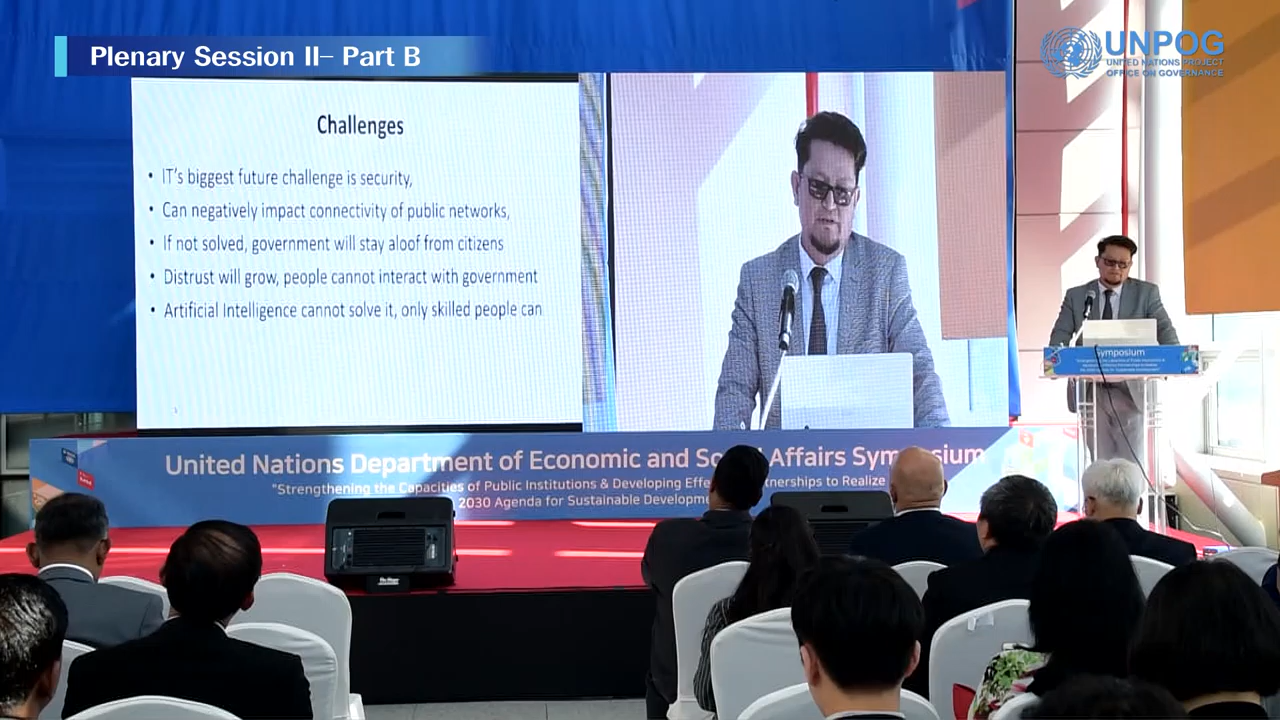 Plenary Session II– Part B
UNPOG
UNITED NATIONS PROJECT
OFFICE ON GOVERNANCE
Challenges
• IT's biggest future challenge is security,
• Can negatively impact connectivity of public networks,
• If not solved, government will stay aloof from citizens
• Distrust will grow, people cannot interact with government
• Artificial Intelligence cannot solve it, only skilled people can
Symposium
United Nations Department of Economic and Social Affairs Symposium
"Strengthening the Capacities of Public Institutions & Developing Effe rtnerships to Realize
2030 Agenda for Sustainable Developme